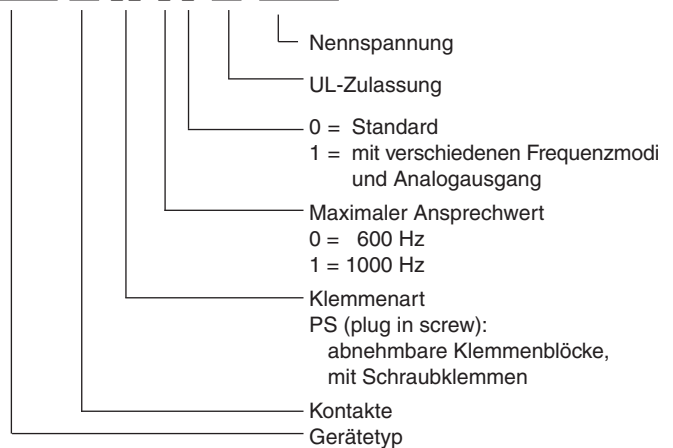 Nennspannung
UL-Zulassung
0 = Standard
1 = mit verschiedenen Frequenzmodi
und Analogausgang
Maximaler Ansprechwert
0 = 600 Hz
1 = 1000 Hz
Klemmenart
PS (plug in screw):
abnehmbare Klemmenblöcke,
mit Schraubklemmen
Kontakte
Gerätetyp